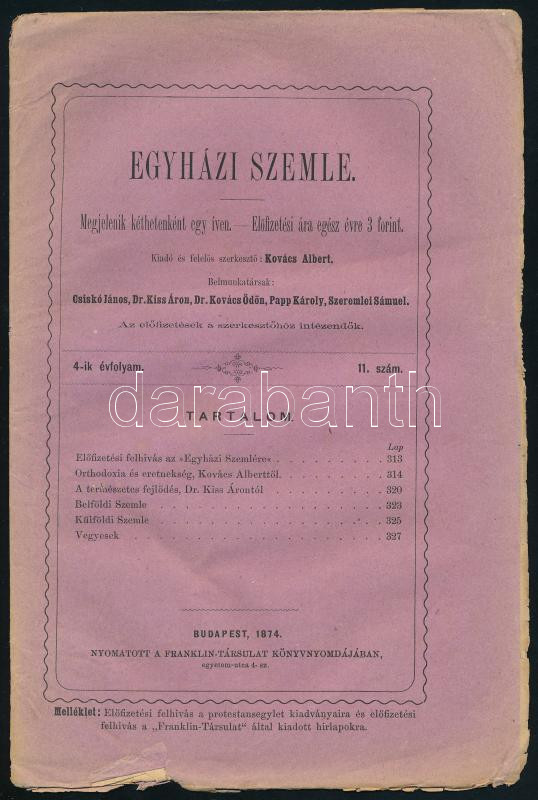 EGYHÁZI SZEMLE.
Megjelenik kéthetenként egy íven. — Előfizetési ára egész évre 3 forint.
Kiadó és felelős szerkesztő: Kovács Albert.
Belmunkatársak:
Csiskó János, Dr. Kiss Áron, Dr. Kovács Ödön, Papp Károly, Szeremlei Sámuel.
Az előfizetések a szerkesztőhöz intézendők.
4-ik évfolyam. 11. szám.
darabanth
TARTALOM.
Lap
Előfizetési felhivás az »Egyházi Szemlére« . . . . . . . . . 313
Orthodoxia és eretnekség, Kovács Alberttől. . . . . . . . . 314
A természetes fejlődés, Dr. Kiss Árontól . . . . . . . . . 320
Belföldi Szemle . . . . . . . . . 323
Külföldi Szemle . . . . . . . . . 325
Vegyesek . . . . . . . . . 327
BUDAPEST, 1874.
NYOMATOTT A FRANKLIN-TÁRSULAT KÖNYVNYOMDÁJÁBAN,
egyetem-utca 4. sz.
Melléklet: Előfizetési felhivás a protestansegylet kiadványaira és előfizetési
felhivás a „Franklin-Társulat" által kiadott hirlapokra.